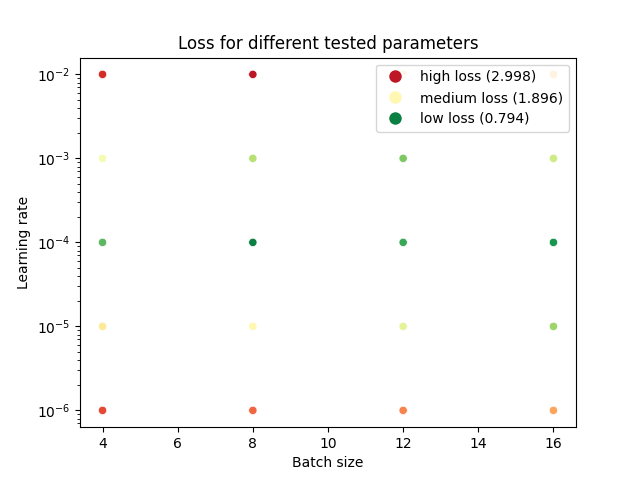 Loss for different tested parameters
high loss (2.998)
medium loss (1.896)
low loss (0.794)
Learning rate
10⁻²
10⁻³
10⁻⁴
10⁻⁵
10⁻⁶
4 6 8 10 12 14 16
Batch size